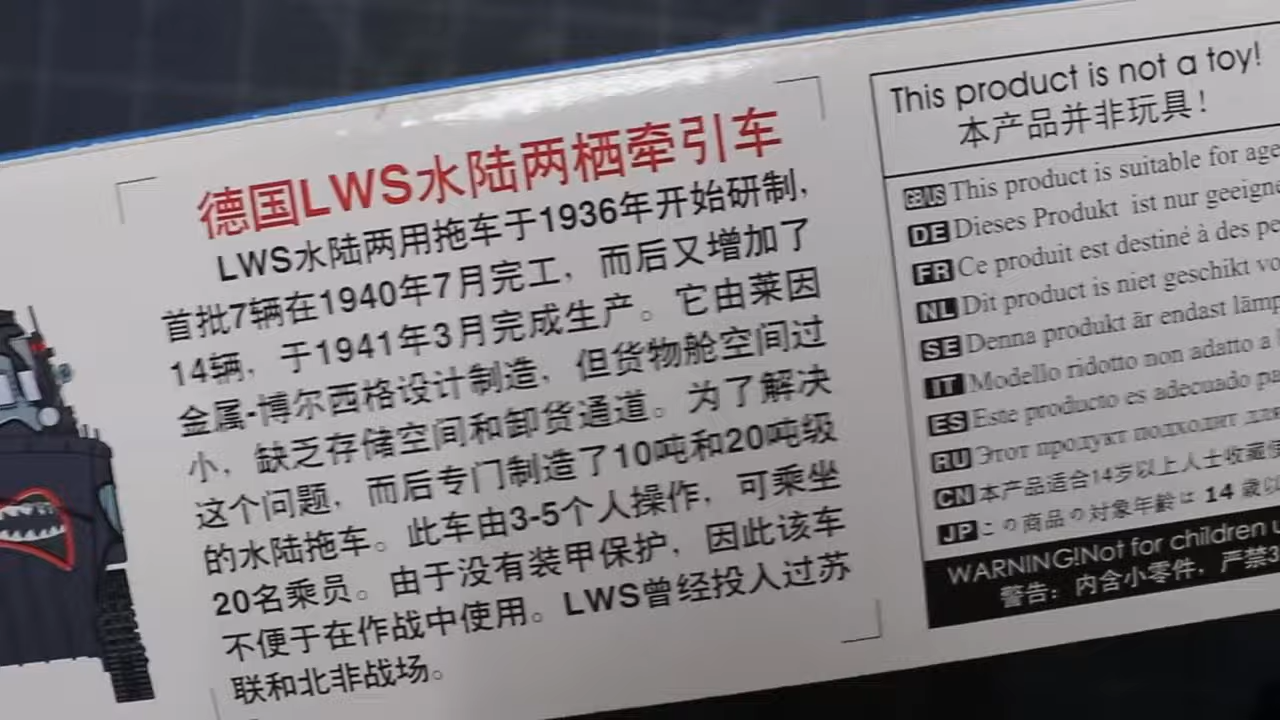 德国LWS水陆两栖牵引车
LWS水陆两用拖车于1936年开始研制，
首批7辆在1940年7月完工，而后又增加了
14辆，于1941年3月完成生产。它由莱因
金属-博尔西格设计制造，但货物舱空间过
小，缺乏存储空间和卸货通道。为了解决
这个问题，而后专门制造了10吨和20吨级
的水陆拖车。此车由3-5个人操作，可乘坐
20名乘员。由于没有装甲保护，因此该车
不便于在作战中使用。LWS曾经投入过苏
联和北非战场。
This product is not a toy!
本产品并非玩具！
GB/US This product is suitable for age
DE Dieses Produkt ist nur geeigne
FR Ce produit est destiné à des pe
NL Dit product is niet geschikt vo
SE Denna produkt är endast lämp
IT Modello ridotto non adatto a
ES Este producto es adecuado pa
RU Этот продукт подходит для
CN 本产品适合14岁以上人士收藏使
JP この商品の対象年齢は 14 歳以
WARNING!Not for children u
警告：内含小零件，严禁3